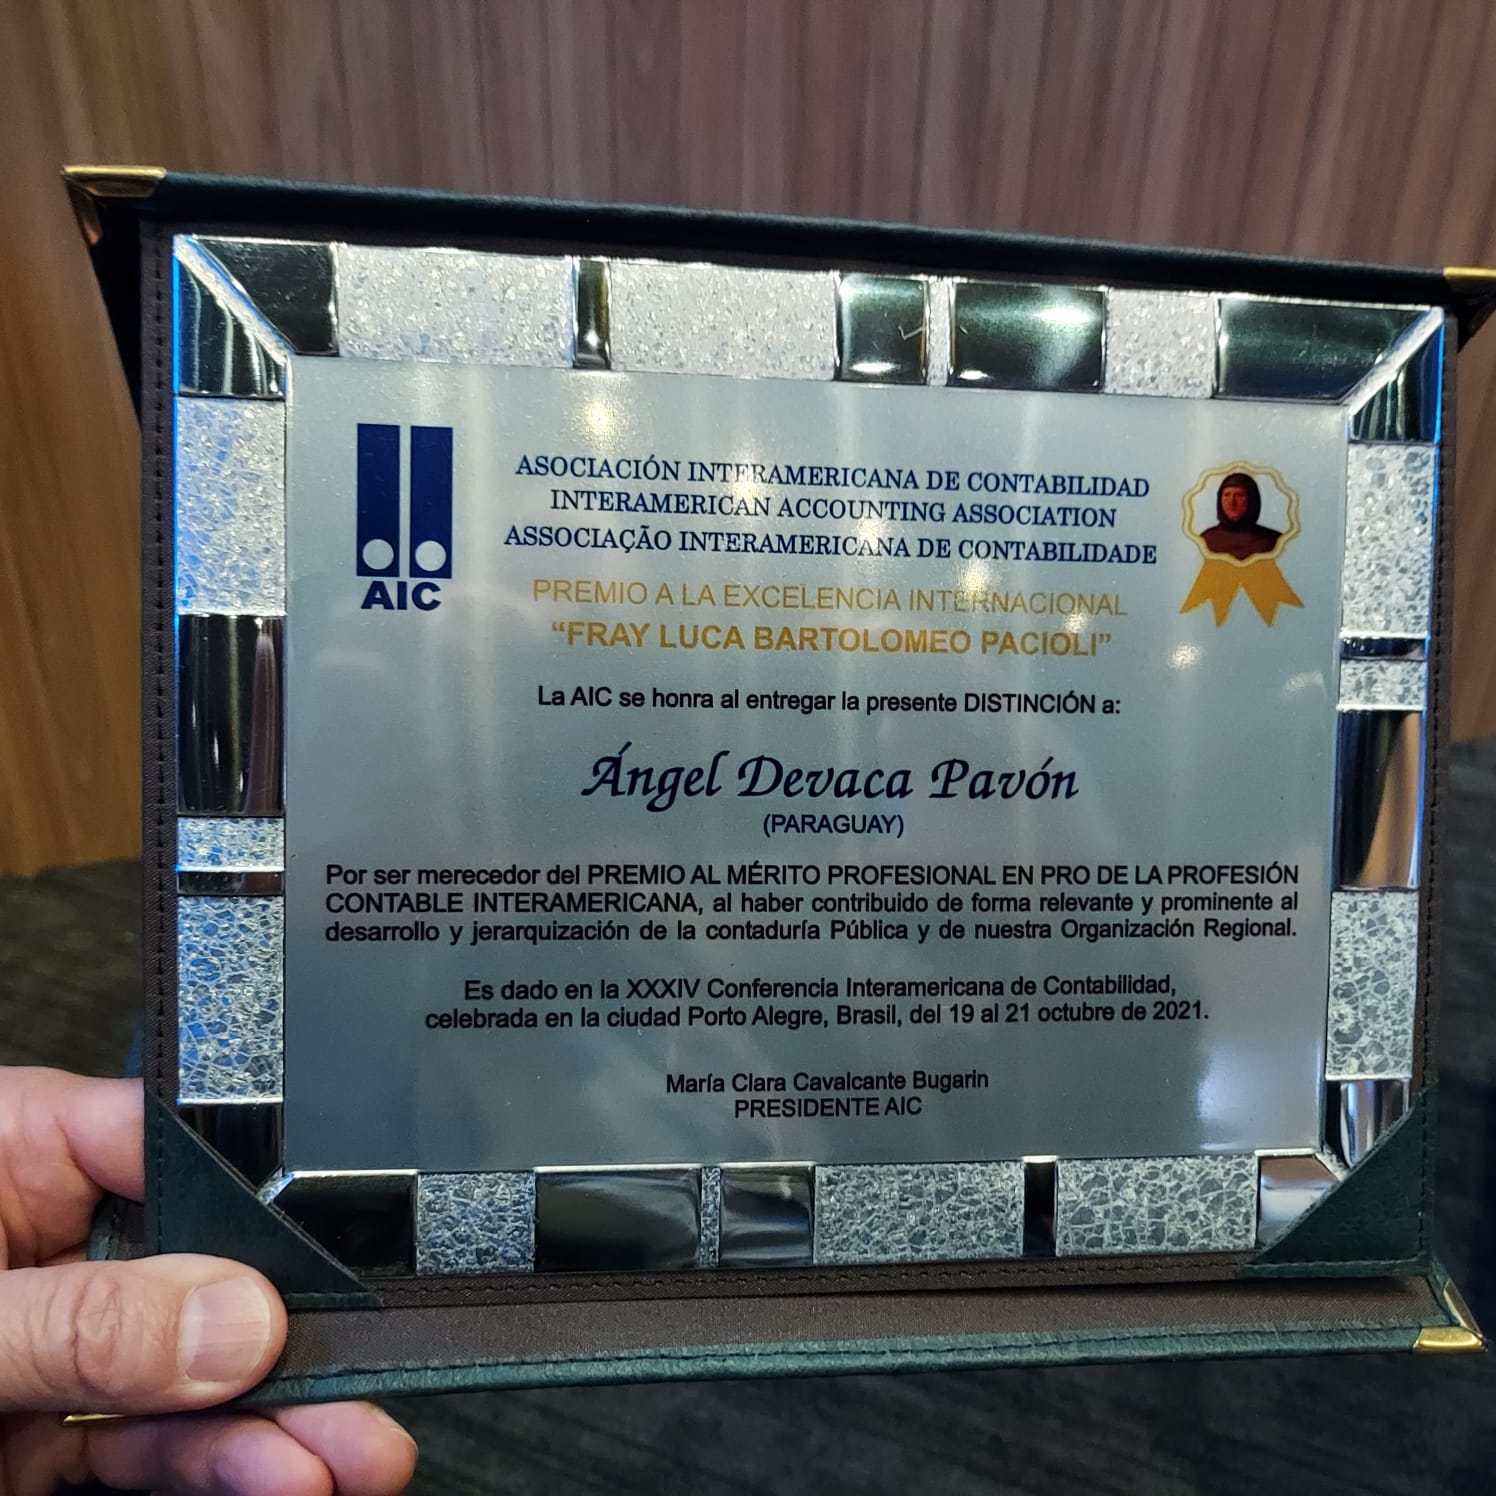 AIC
ASOCIACIÓN INTERAMERICANA DE CONTABILIDAD
INTERAMERICAN ACCOUNTING ASSOCIATION
ASSOCIAÇÃO INTERAMERICANA DE CONTABILIDADE
PREMIO A LA EXCELENCIA INTERNACIONAL
“FRAY LUCA BARTOLOMEO PACIOLI”
La AIC se honra al entregar la presente DISTINCIÓN a:
Ángel Devaca Pavón
(PARAGUAY)
Por ser merecedor del PREMIO AL MÉRITO PROFESIONAL EN PRO DE LA PROFESIÓN
CONTABLE INTERAMERICANA, al haber contribuido de forma relevante y prominente al
desarrollo y jerarquización de la contaduría Pública y de nuestra Organización Regional.
Es dado en la XXXIV Conferencia Interamericana de Contabilidad,
celebrada en la ciudad Porto Alegre, Brasil, del 19 al 21 octubre de 2021.
María Clara Cavalcante Bugarin
PRESIDENTE AIC